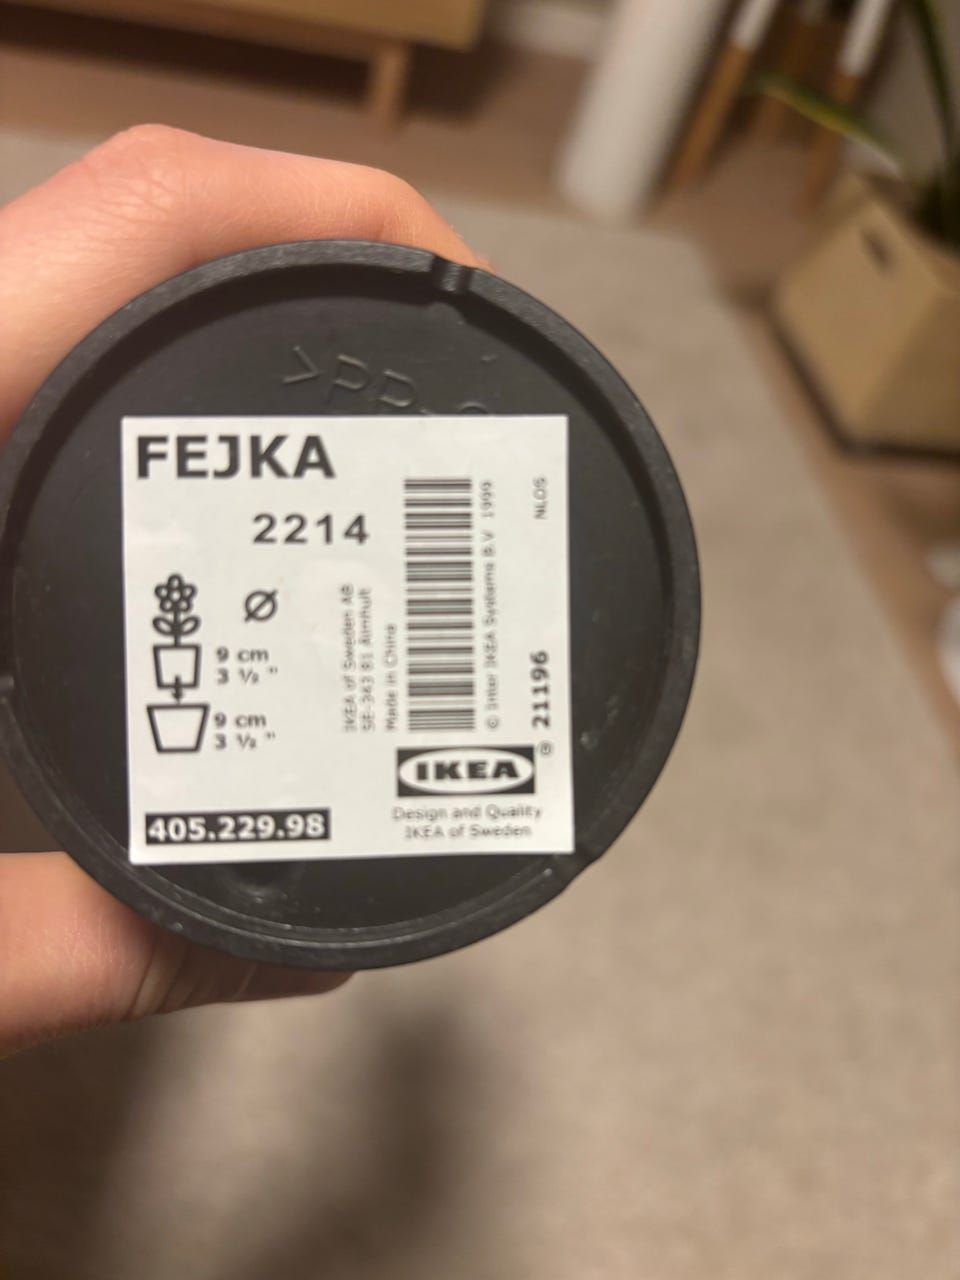 >PP
FEJKA
2214
Ø
9 cm
3 ½ "
9 cm
3 ½ "
405.229.98
IKEA of Sweden AB
SE-343 81 Älmhult
Made in China
© Inter IKEA Systems B.V 1999
21196
IKEA ®
Design and Quality
IKEA of Sweden